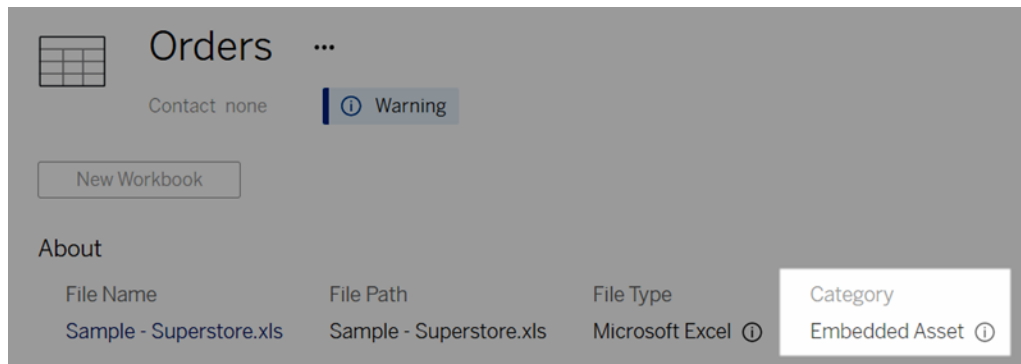 Orders ...
Contact none
Warning
New Workbook
About
File Name File Path File Type Category
Sample - Superstore.xls Sample - Superstore.xls Microsoft Excel Embedded Asset